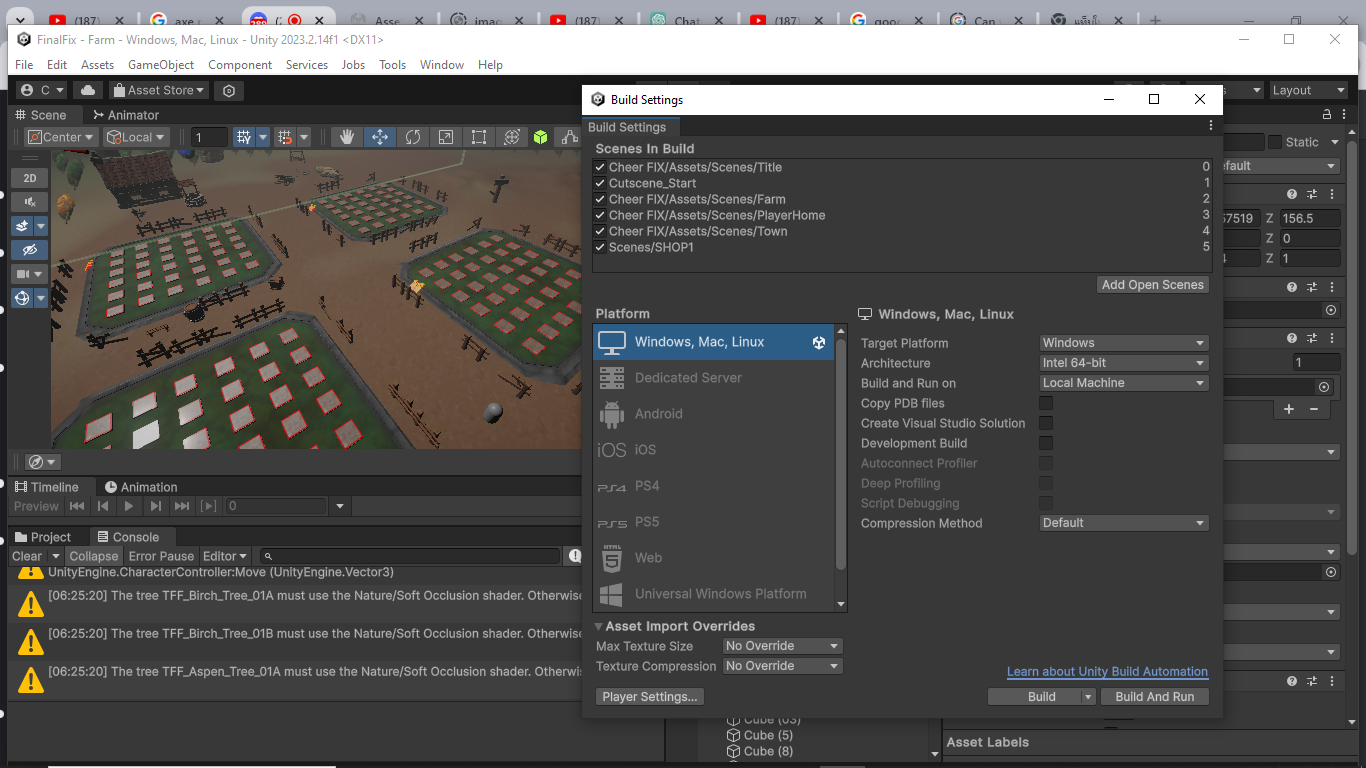 (187)
axe
289
Asse
imag
(187)
Chat
(187)
goog
Can
FinalFix - Farm - Windows, Mac, Linux - Unity 2023.2.14f1 <DX11>
File Edit Assets GameObject Component Services Jobs Tools Window Help
C Asset Store Layout
Scene Animator
Center Local 1
2D
Static
Default
57519 Z 156.5
Z 0
4 Z 1
1
Build Settings
Build Settings
Scenes In Build
Cheer FIX/Assets/Scenes/Title 0
Cutscene_Start 1
Cheer FIX/Assets/Scenes/Farm 2
Cheer FIX/Assets/Scenes/PlayerHome 3
Cheer FIX/Assets/Scenes/Town 4
Scenes/SHOP1 5
Add Open Scenes
Platform
Windows, Mac, Linux
Dedicated Server
Android
iOS iOS
PS4 PS4
PS5 PS5
Web
Universal Windows Platform
Windows, Mac, Linux
Target Platform Windows
Architecture Intel 64-bit
Build and Run on Local Machine
Copy PDB files
Create Visual Studio Solution
Development Build
Autoconnect Profiler
Deep Profiling
Script Debugging
Compression Method Default
Asset Import Overrides
Max Texture Size No Override
Texture Compression No Override
Learn about Unity Build Automation
Player Settings... Build Build And Run
Timeline Animation
Preview 0
Project Console
Clear Collapse Error Pause Editor
UnityEngine.CharacterController:Move (UnityEngine.Vector3)
[06:25:20] The tree TFF_Birch_Tree_01A must use the Nature/Soft Occlusion shader. Otherwise
[06:25:20] The tree TFF_Birch_Tree_01B must use the Nature/Soft Occlusion shader. Otherwise
[06:25:20] The tree TFF_Aspen_Tree_01A must use the Nature/Soft Occlusion shader. Otherwise
Cube (03)
Cube (5)
Cube (8)
Asset Labels